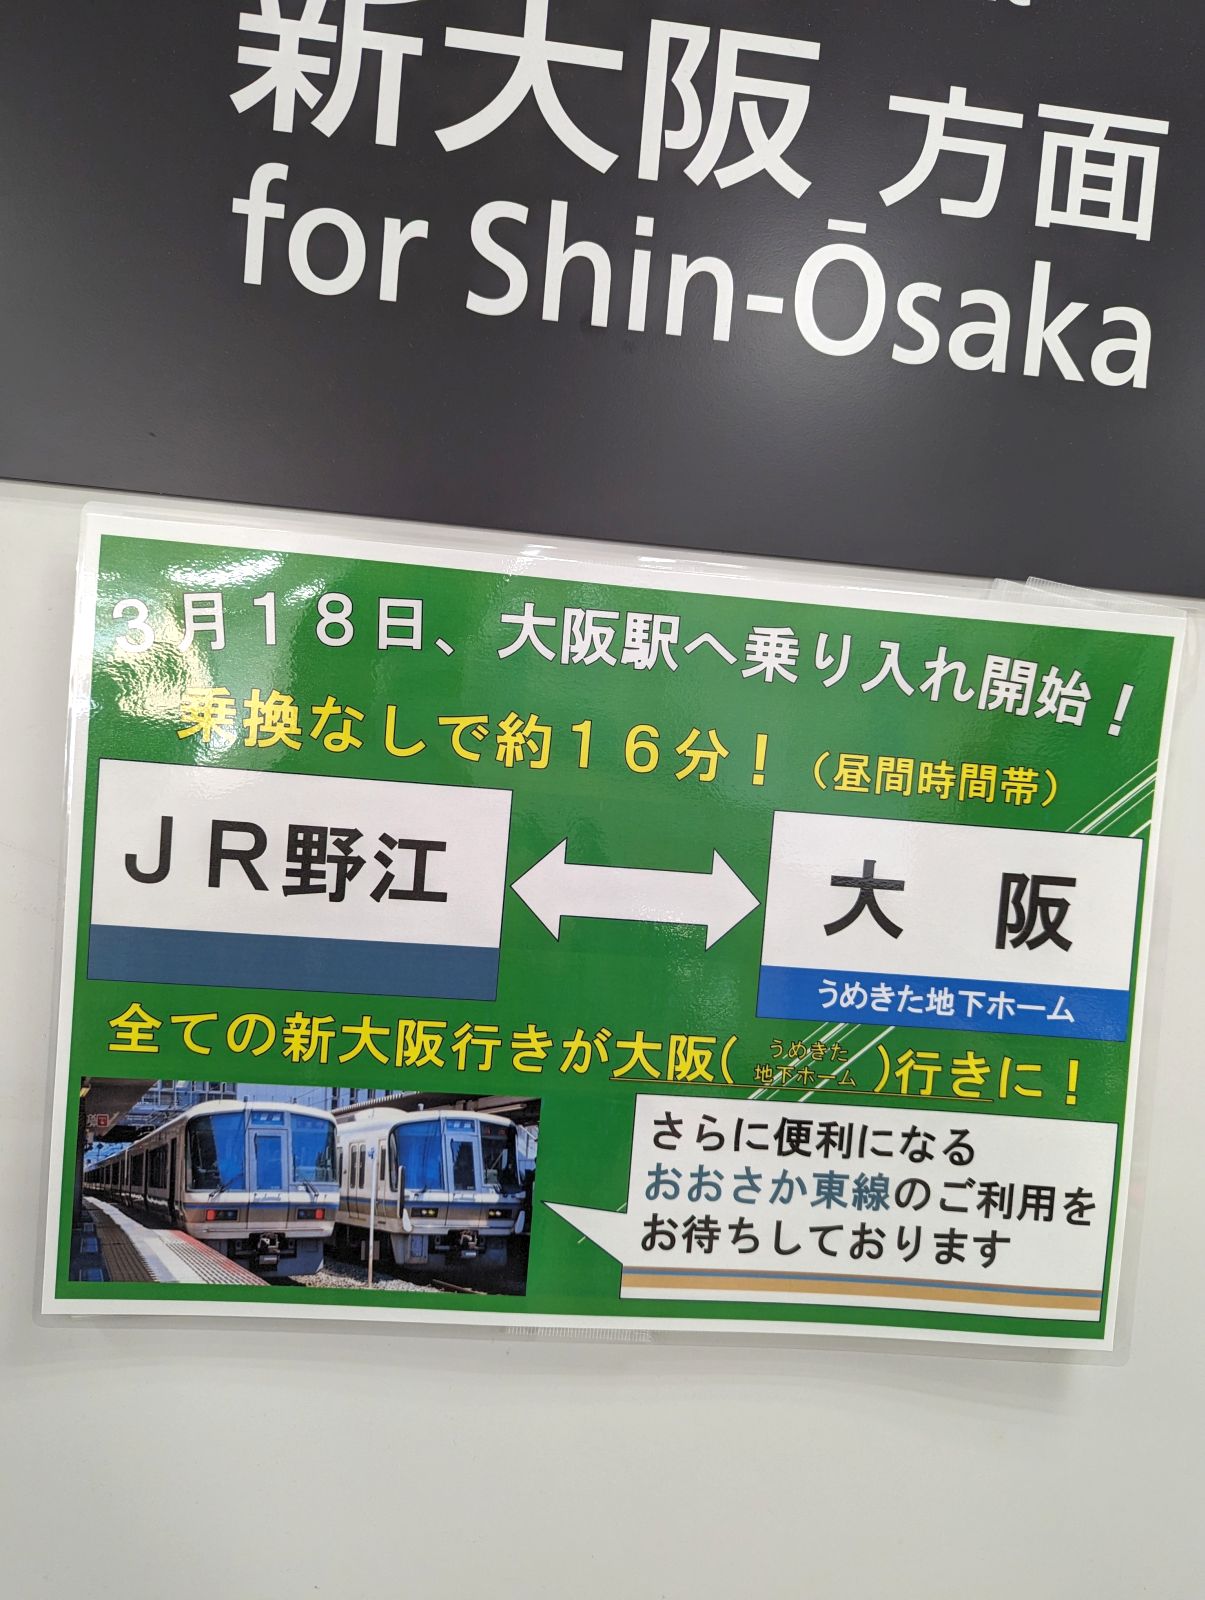 新大阪 方面
for Shin-Ōsaka
３月１８日、大阪駅へ乗り入れ開始！
乗換なしで約１６分！（昼間時間帯）
ＪＲ野江
大　阪
うめきた地下ホーム
全ての新大阪行きが大阪(うめきた地下ホーム)行きに！
さらに便利になる
おおさか東線のご利用を
お待ちしております